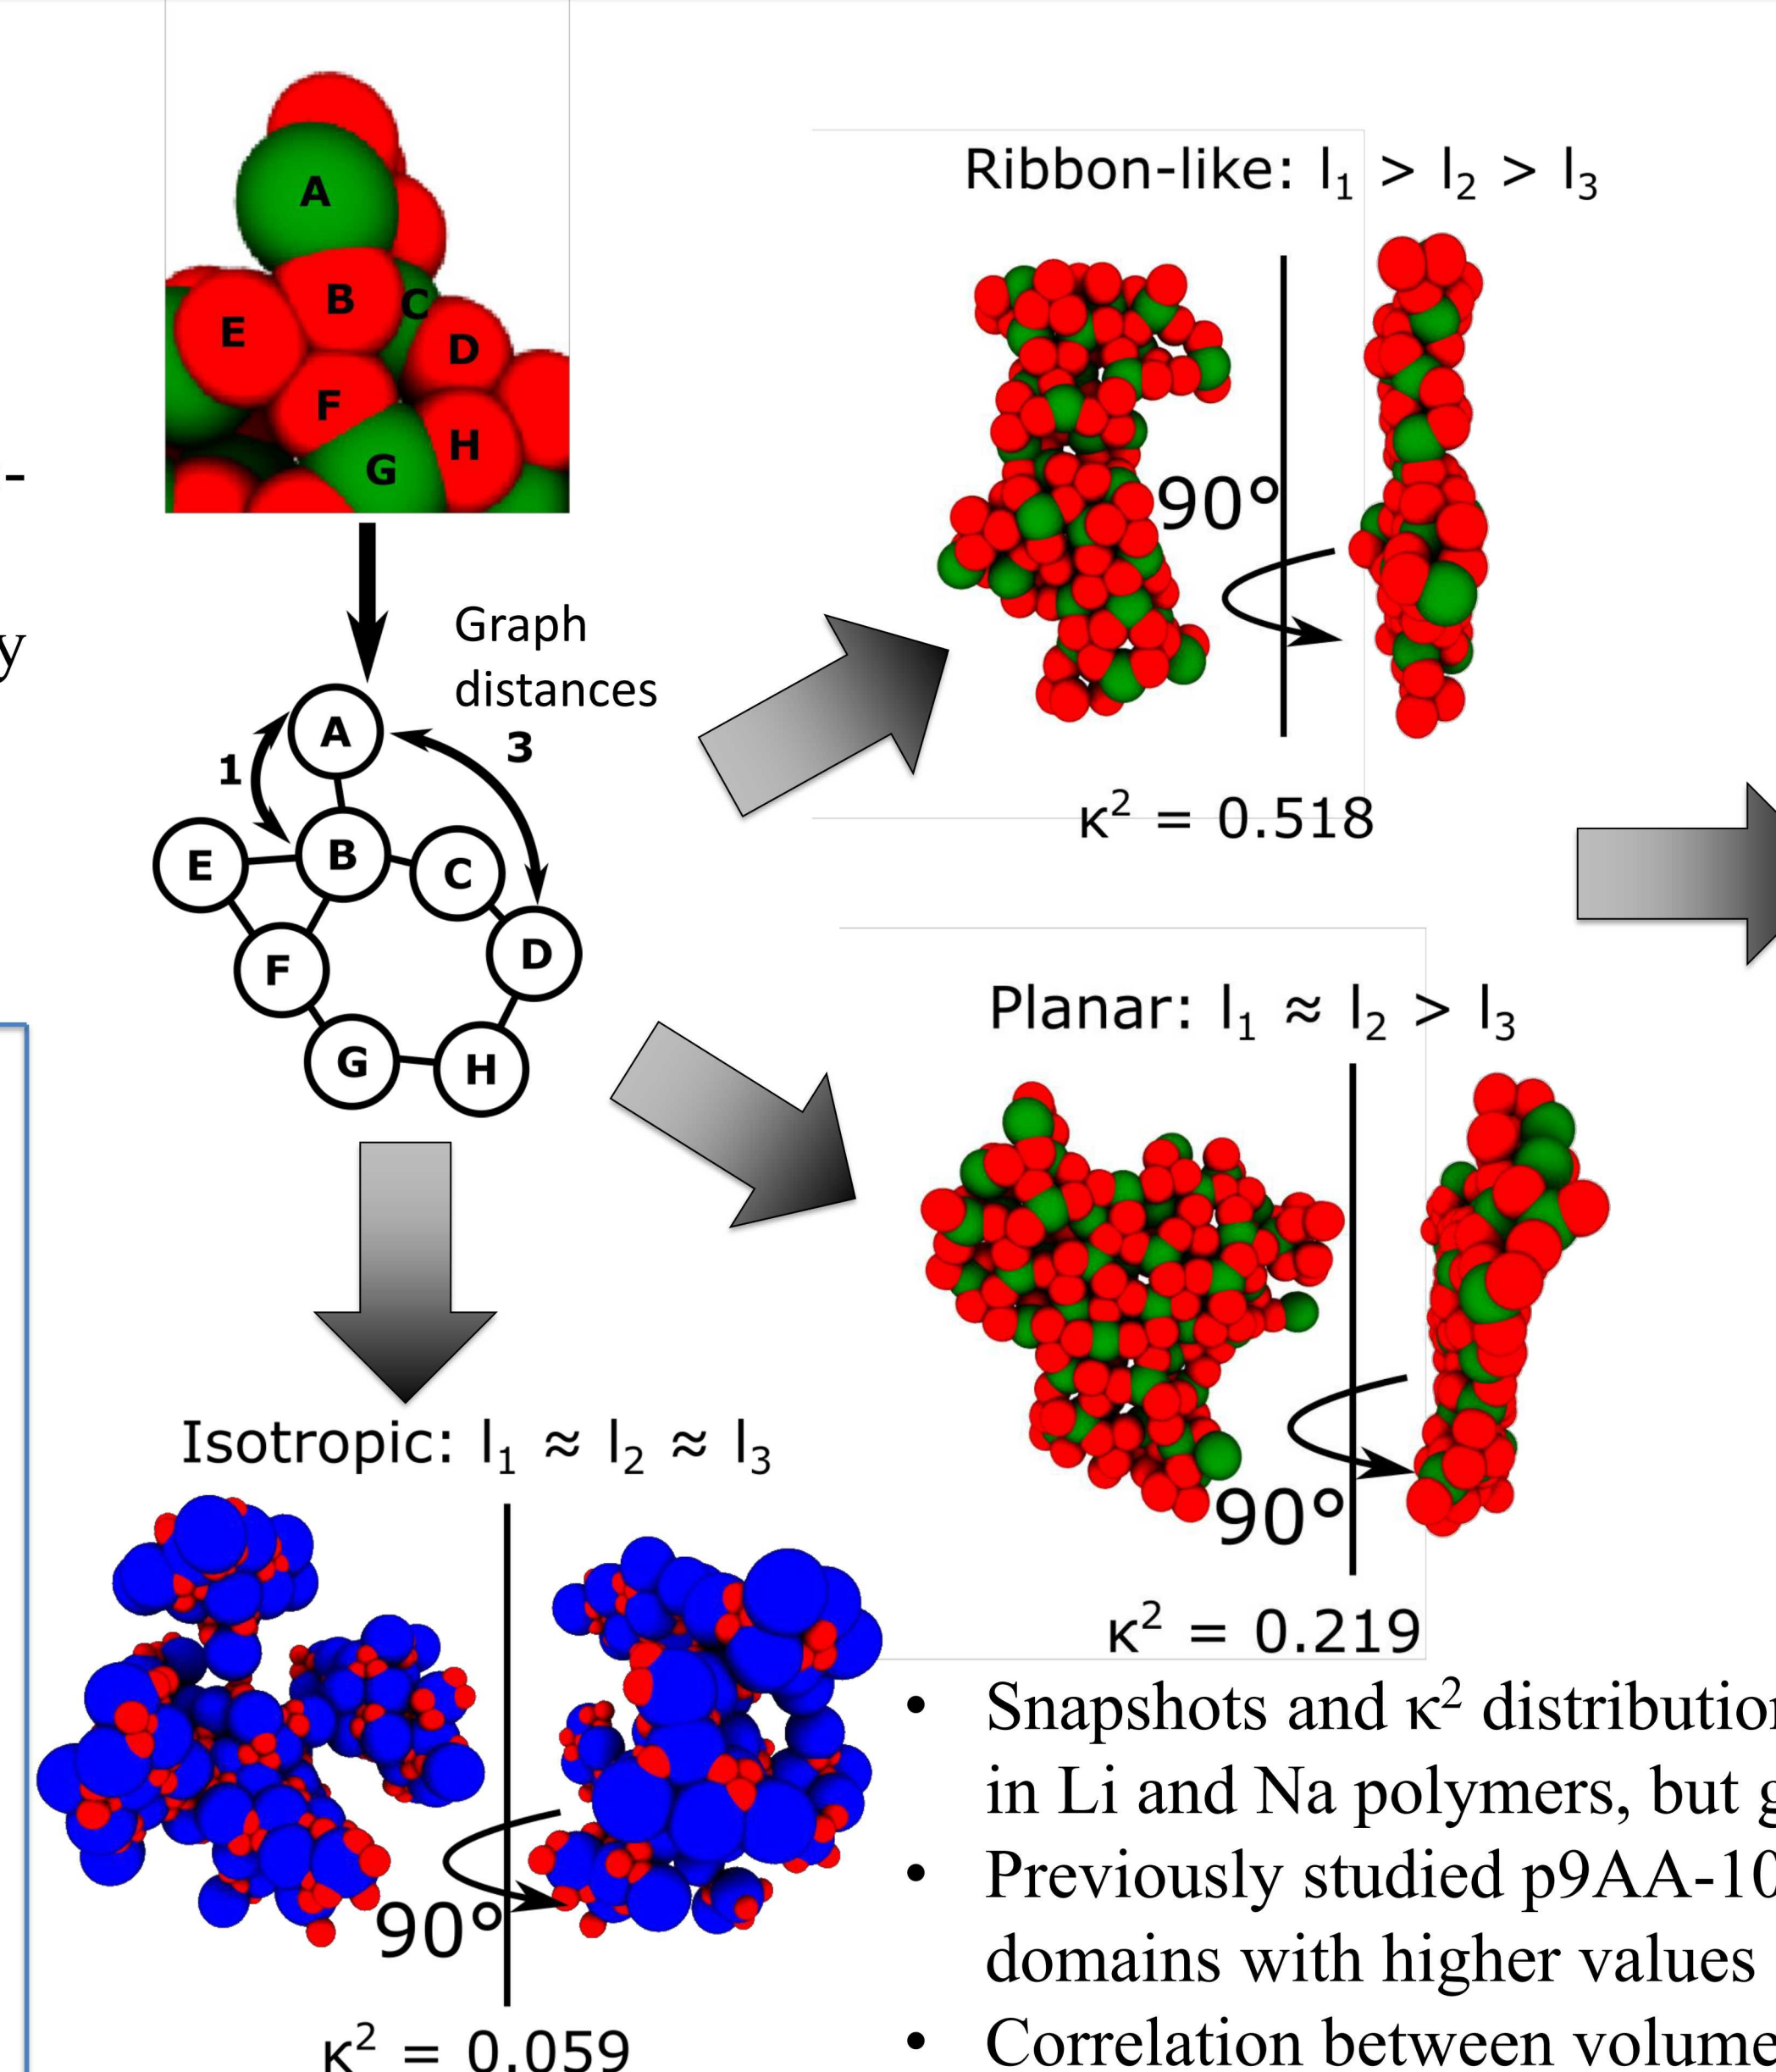 A
B
C
E
D
F
H
G
-
y
Graph
distances
1
3
A
B
C
E
D
F
G
H
Ribbon-like: l₁ > l₂ > l₃
90°
κ² = 0.518
Planar: l₁ ≈ l₂ > l₃
90°
κ² = 0.219
Isotropic: l₁ ≈ l₂ ≈ l₃
90°
κ² = 0.059
• Snapshots and κ² distribution
in Li and Na polymers, but g
• Previously studied p9AA-10
domains with higher values
• Correlation between volume